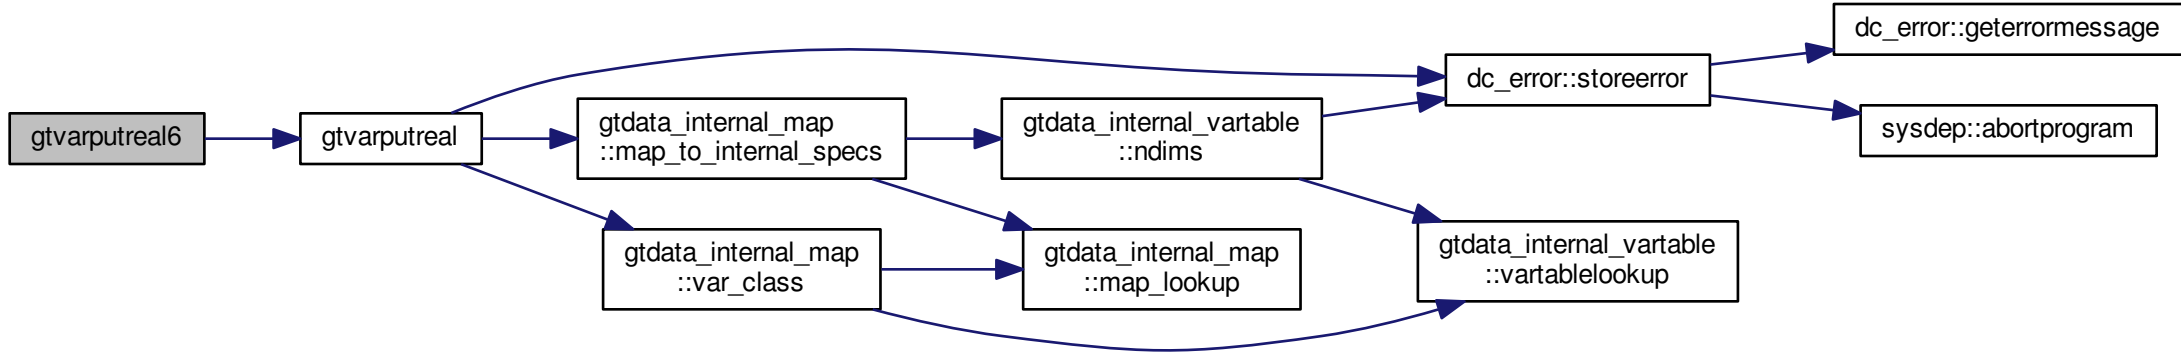 gtvarputreal6
gtvarputreal
gtdata_internal_map
::map_to_internal_specs
gtdata_internal_map
::var_class
gtdata_internal_vartable
::ndims
gtdata_internal_map
::map_lookup
dc_error::storeerror
gtdata_internal_vartable
::vartablelookup
dc_error::geterrormessage
sysdep::abortprogram